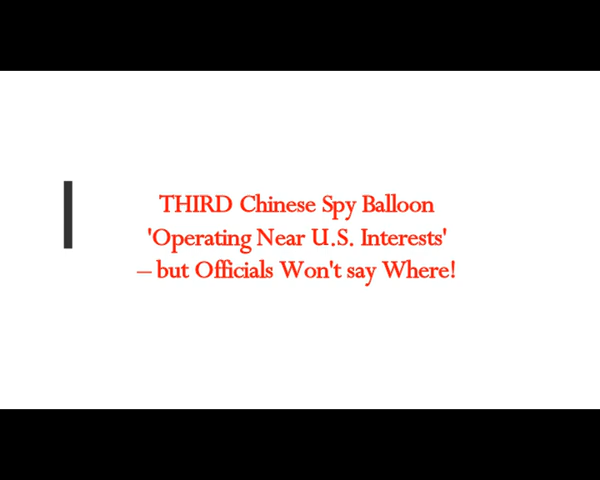 THIRD Chinese Spy Balloon
'Operating Near U.S. Interests'
– but Officials Won't say Where!